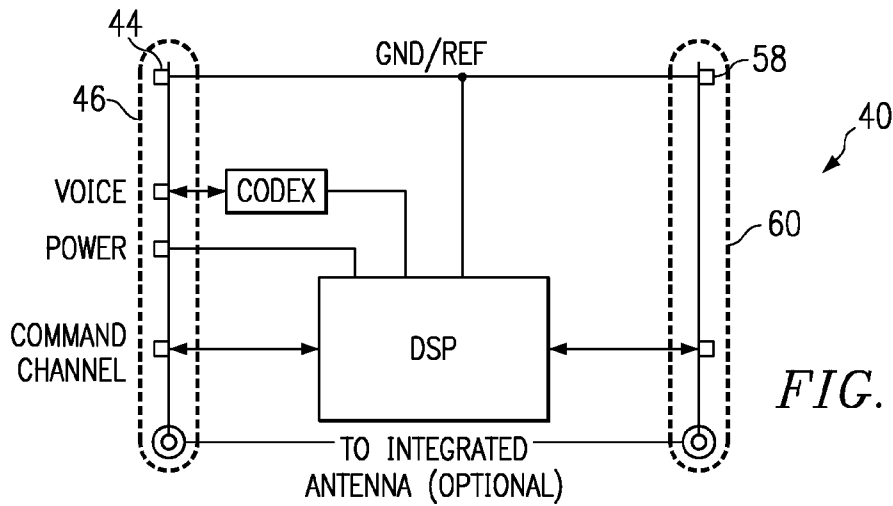 44
GND/REF
58
46
40
VOICE
CODEX
POWER
60
COMMAND
CHANNEL
DSP
FIG.
TO INTEGRATED
ANTENNA (OPTIONAL)